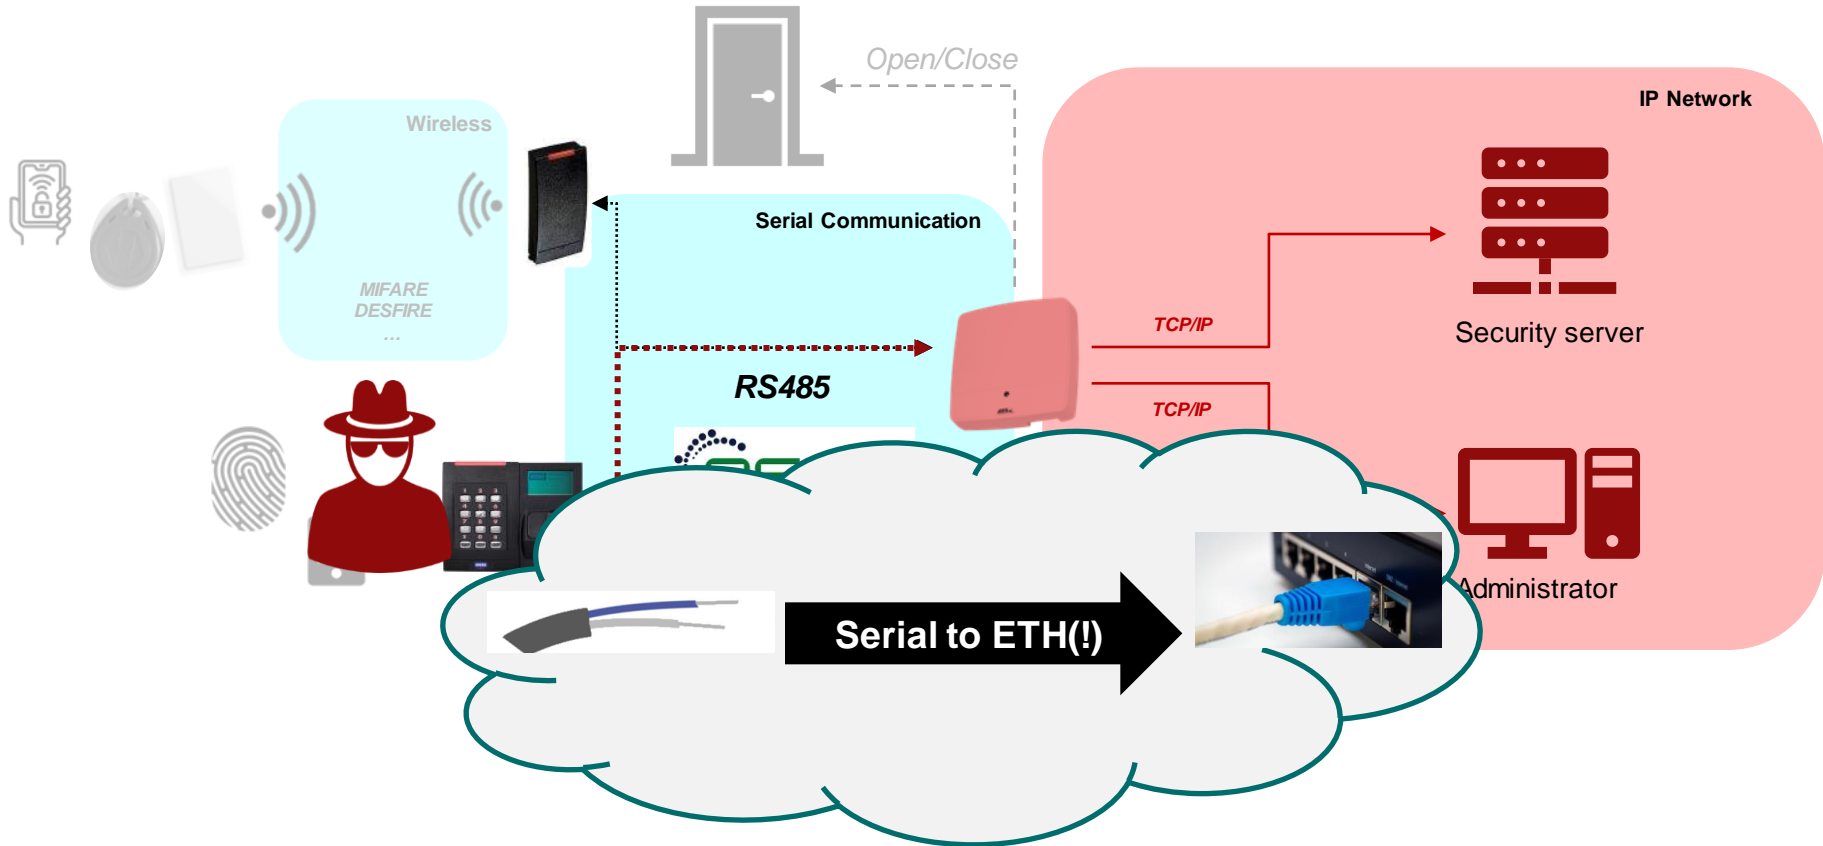 Open/Close
IP Network
Wireless
Serial Communication
MIFARE
DESFIRE
...
TCP/IP
Security server
RS485
TCP/IP
Administrator
Serial to ETH(!)